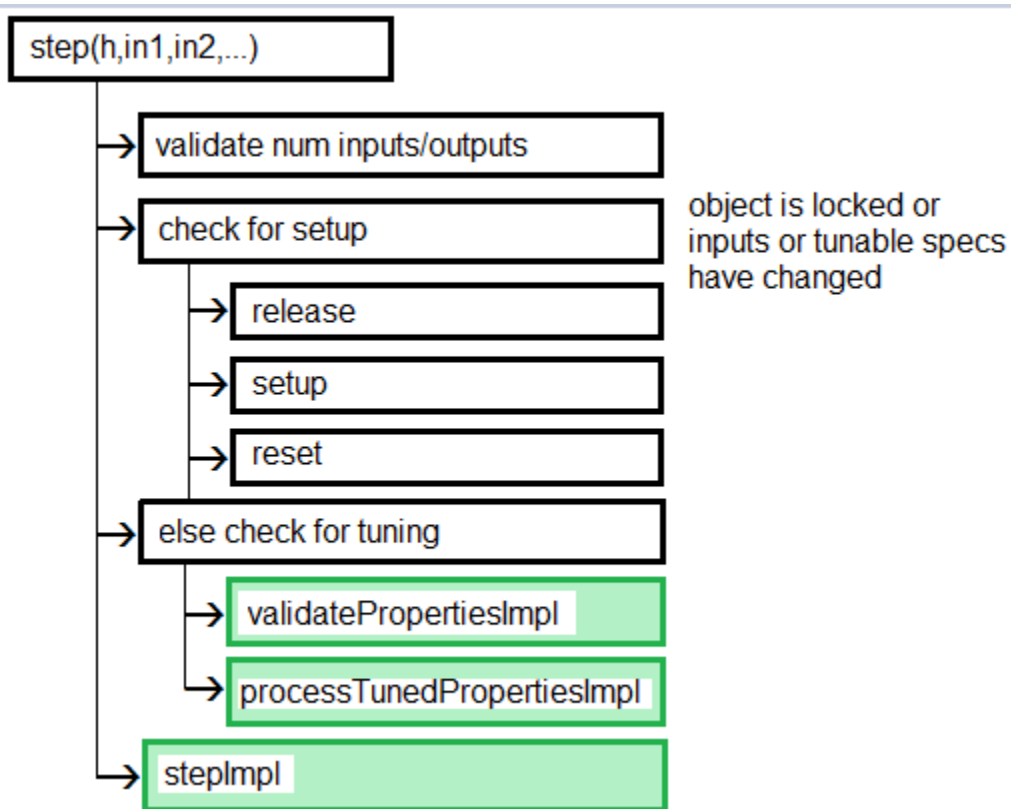 step(h,in1,in2,...)
validate num inputs/outputs
check for setup
object is locked or
inputs or tunable specs
have changed
release
setup
reset
else check for tuning
validatePropertiesImpl
processTunedPropertiesImpl
stepImpl